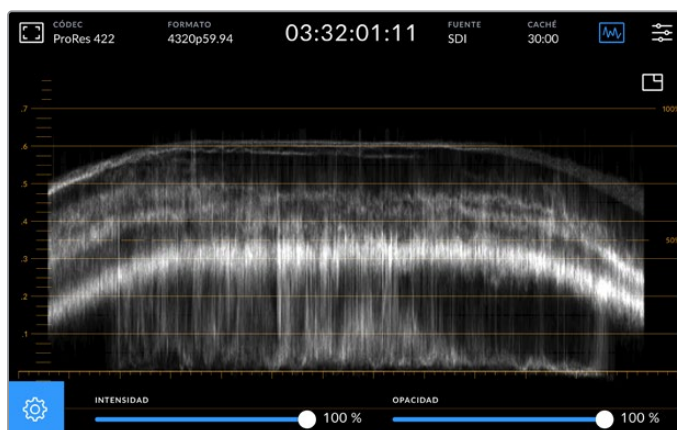 CÓDEC
ProRes 422
FORMATO
4320p59.94
03:32:01:11
FUENTE
SDI
CACHÉ
30:00
.7
100%
.6
.5
.4
50%
.3
.2
.1
INTENSIDAD
100 %
OPACIDAD
100 %